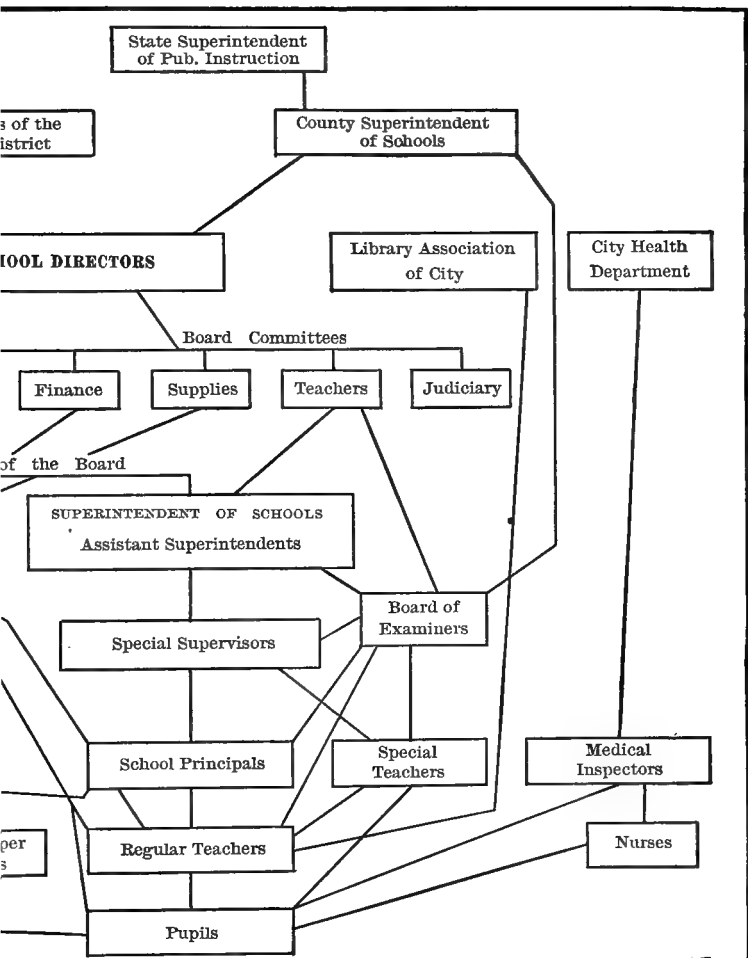 State Superintendent
of Pub. Instruction
s of the
istrict
County Superintendent
of Schools
IOOL DIRECTORS
Library Association
of City
City Health
Department
Board Committees
Finance
Supplies
Teachers
Judiciary
of the Board
SUPERINTENDENT OF SCHOOLS
Assistant Superintendents
Board of
Examiners
Special Supervisors
School Principals
Special
Teachers
Medical
Inspectors
per
s
Regular Teachers
Nurses
Pupils